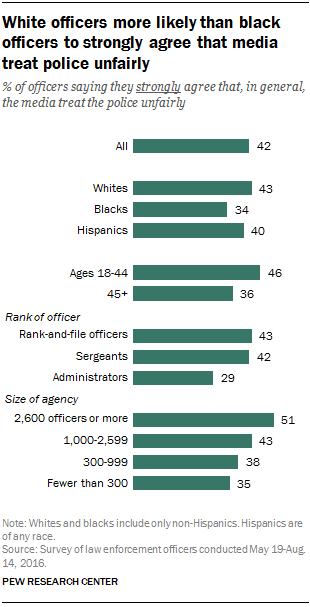 White officers more likely than black
officers to strongly agree that media
treat police unfairly
% of officers saying they strongly agree that, in general,
the media treat the police unfairly
All 42
Whites 43
Blacks 34
Hispanics 40
Ages 18-44 46
45+ 36
Rank of officer
Rank-and-file officers 43
Sergeants 42
Administrators 29
Size of agency
2,600 officers or more 51
1,000-2,599 43
300-999 38
Fewer than 300 35
Note: Whites and blacks include only non-Hispanics. Hispanics are
of any race.
Source: Survey of law enforcement officers conducted May 19-Aug.
14, 2016.
PEW RESEARCH CENTER